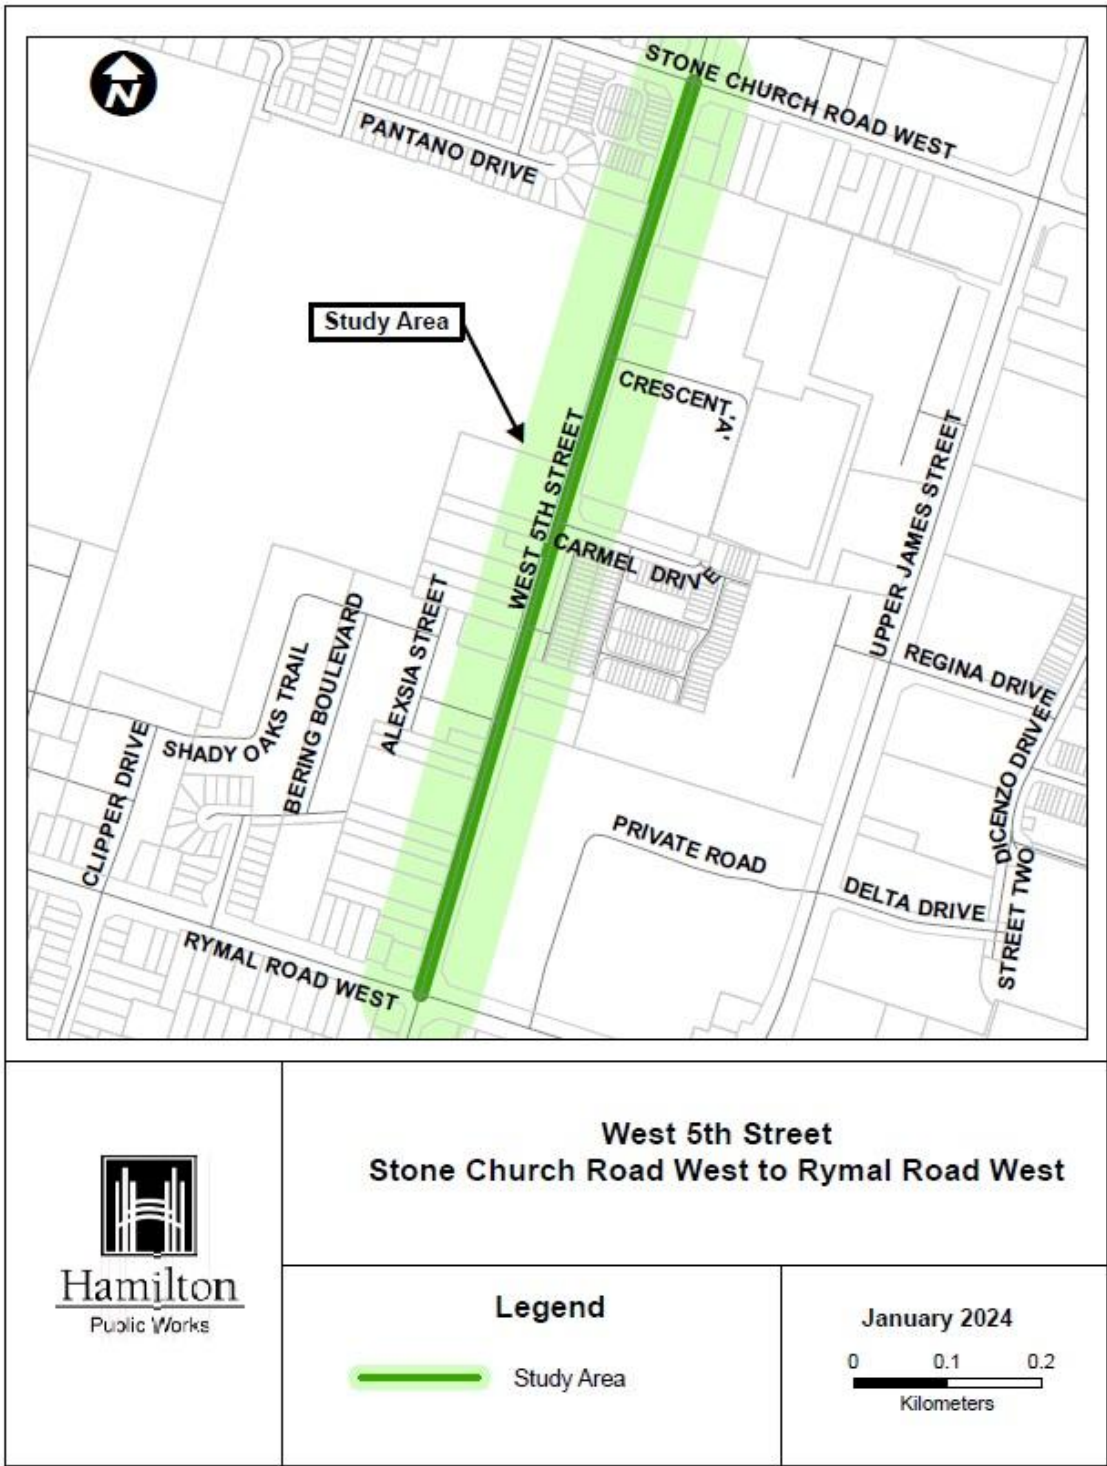 N
STONE CHURCH ROAD WEST
PANTANO DRIVE
Study Area
CRESCENT 'A'
WEST 5TH STREET
CARMEL DRIVE
UPPER JAMES STREET
REGINA DRIVE
ALEXSIA STREET
BERING BOULEVARD
SHADY OAKS TRAIL
CLIPPER DRIVE
DICENZO DRIVE
PRIVATE ROAD
DELTA DRIVE
STREET TWO
RYMAL ROAD WEST
Hamilton
Public Works
West 5th Street
Stone Church Road West to Rymal Road West
Legend
Study Area
January 2024
0 0.1 0.2
Kilometers